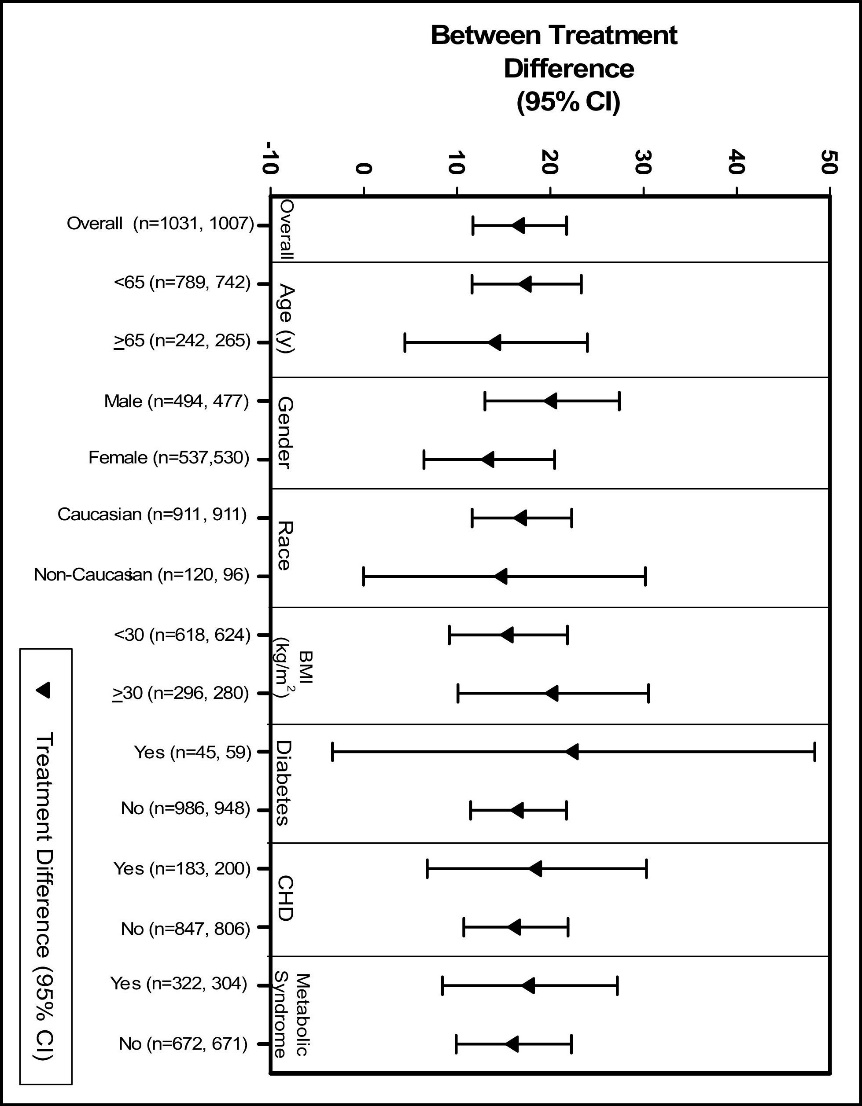 Between Treatment
Difference
(95% CI)
-10
0
10
20
30
40
50
Overall
Overall (n=1031, 1007)
Age (y)
<65 (n=789, 742)
≥65 (n=242, 265)
Gender
Male (n=494, 477)
Female (n=537,530)
Race
Caucasian (n=911, 911)
Non-Caucasian (n=120, 96)
BMI
(kg/m²)
<30 (n=618, 624)
≥30 (n=296, 280)
Diabetes
Yes (n=45, 59)
No (n=986, 948)
CHD
Yes (n=183, 200)
No (n=847, 806)
Metabolic
Syndrome
Yes (n=322, 304)
No (n=672, 671)
Treatment Difference (95% CI)